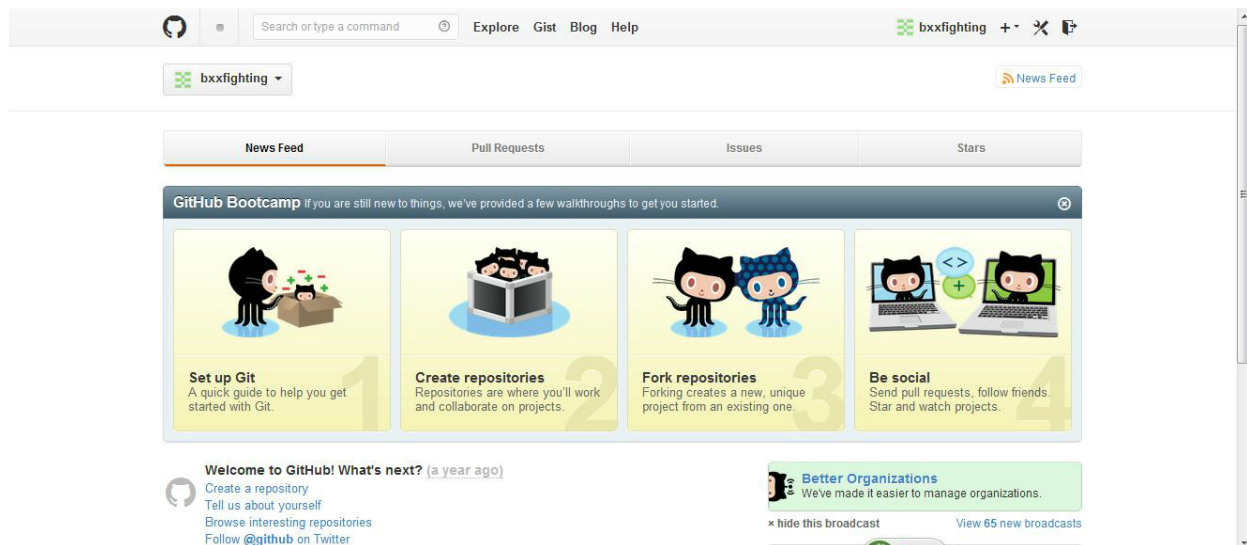 Search or type a command
Explore Gist Blog Help
bxxfighting
bxxfighting
News Feed
News Feed
Pull Requests
Issues
Stars
GitHub Bootcamp If you are still new to things, we've provided a few walkthroughs to get you started.
1
Set up Git
A quick guide to help you get
started with Git.
2
Create repositories
Repositories are where you'll work
and collaborate on projects.
3
Fork repositories
Forking creates a new, unique
project from an existing one.
4
Be social
Send pull requests, follow friends.
Star and watch projects.
Welcome to GitHub! What's next? (a year ago)
Create a repository
Tell us about yourself
Browse interesting repositories
Follow @github on Twitter
Better Organizations
We've made it easier to manage organizations.
× hide this broadcast
View 65 new broadcasts